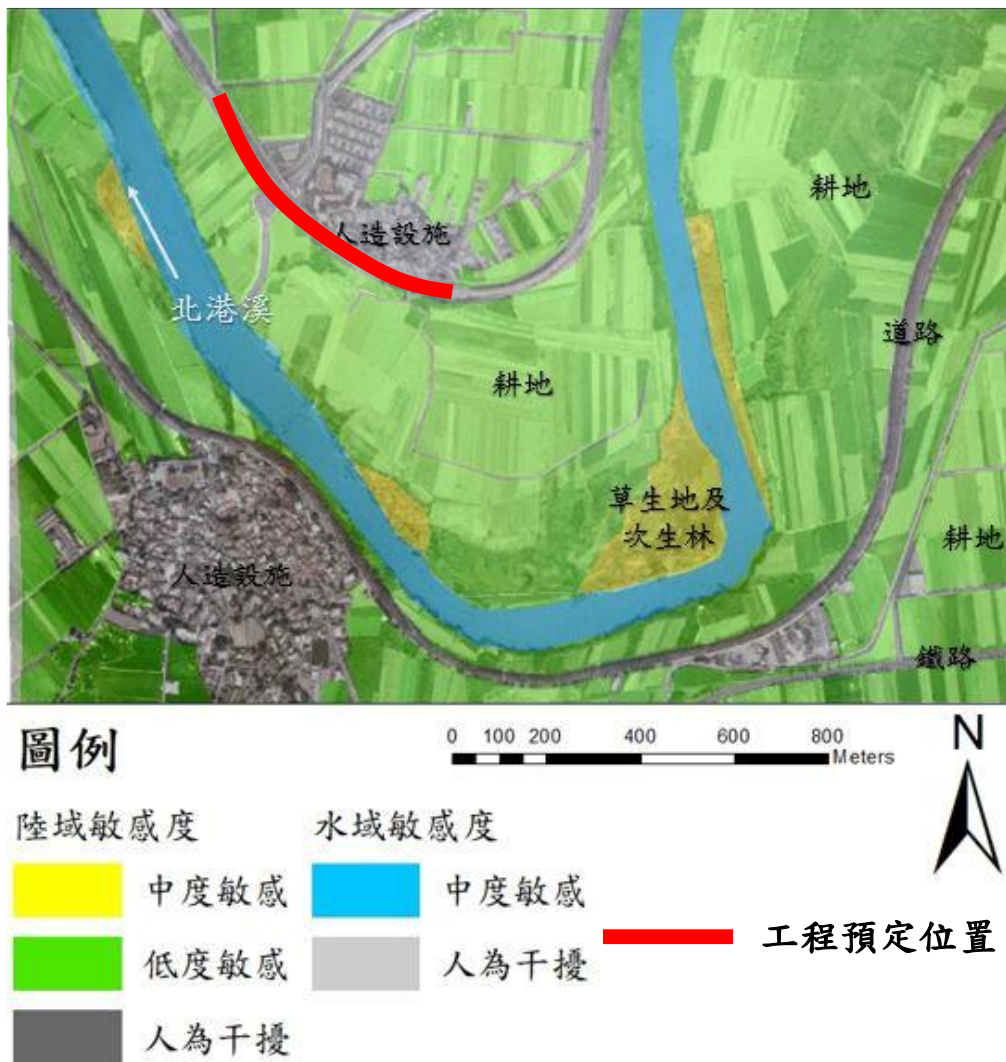 耕地
人造設施
北港溪
道路
耕地
草生地及
次生林
耕地
人造設施
鐵路
圖例
0 100 200 400 600 800
Meters
N
陸域敏感度
水域敏感度
中度敏感
中度敏感
工程預定位置
低度敏感
人為干擾
人為干擾